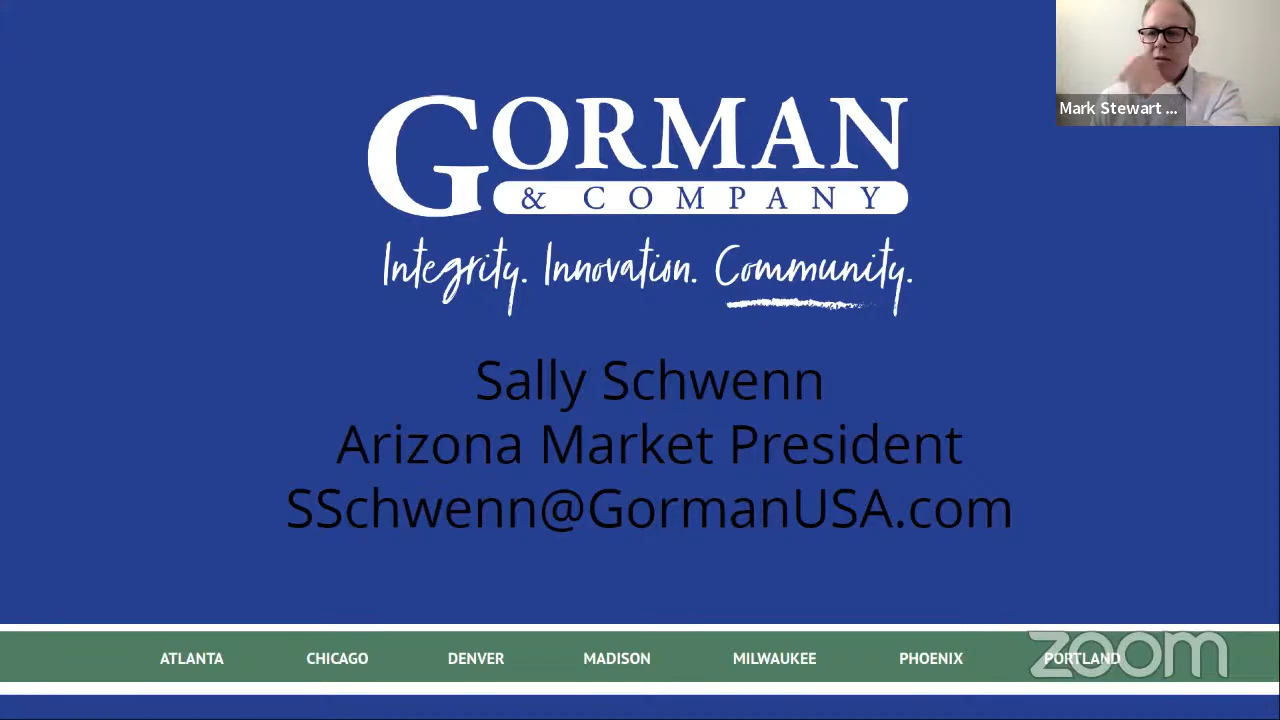 Mark Stewart ...
GORMAN
& COMPANY
Integrity. Innovation. Community.
Sally Schwenn
Arizona Market President
SSchwenn@GormanUSA.com
ATLANTA CHICAGO DENVER MADISON MILWAUKEE PHOENIX PORTLAND
zoom